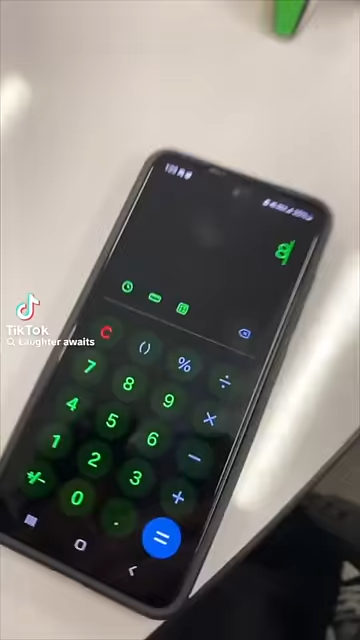 8
C ( ) % ÷
7 8 9 ×
4 5 6 −
1 2 3 +
+/− 0 . =
TikTok
Laughter awaits